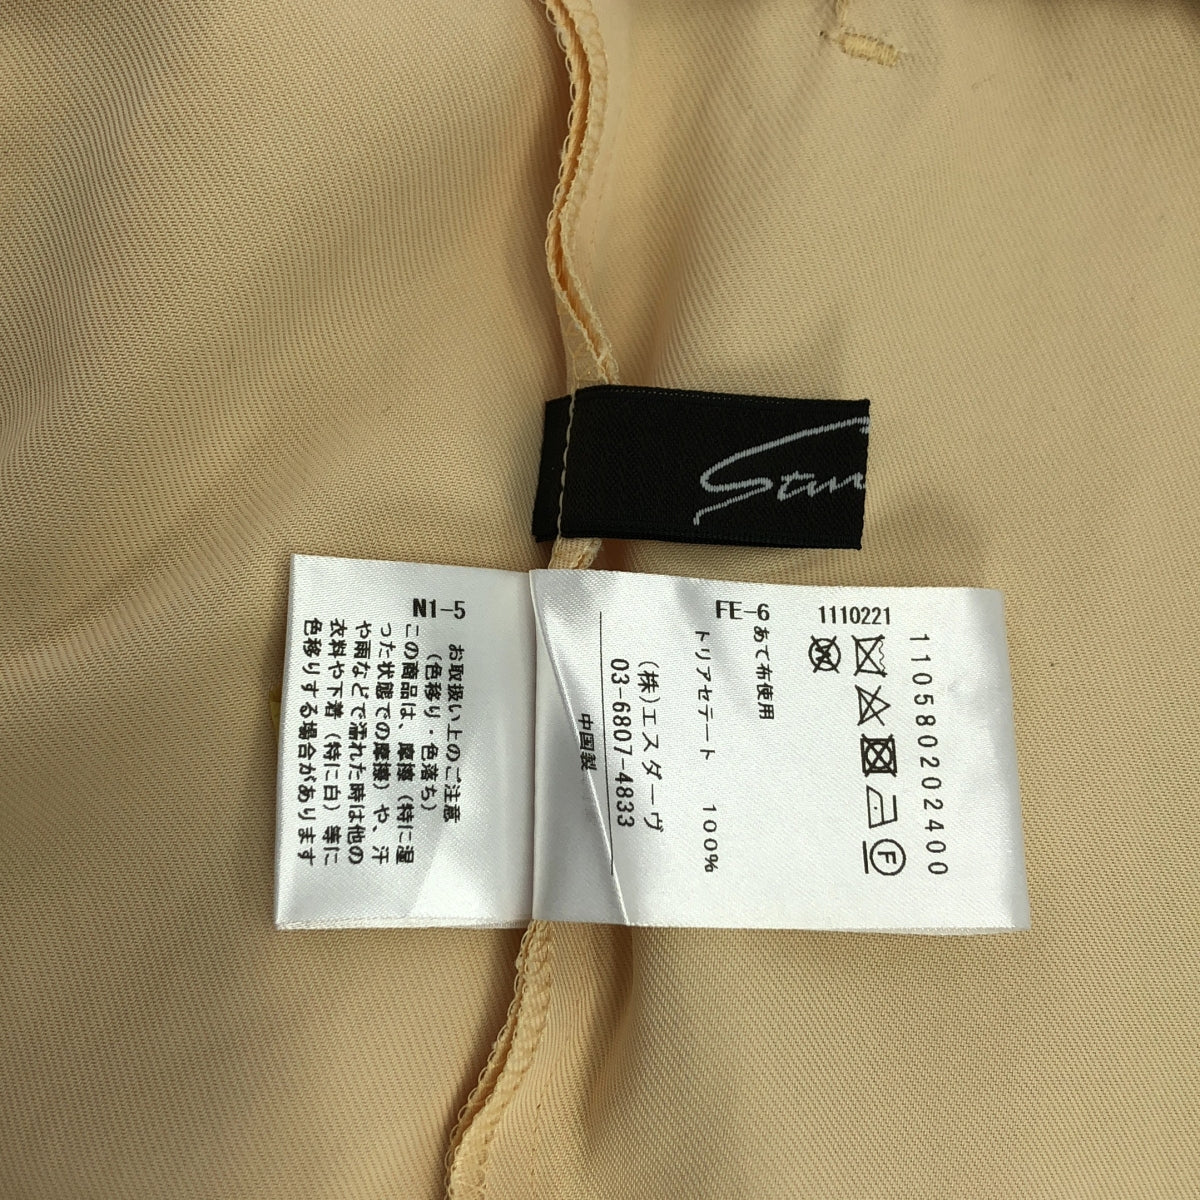 N1-5
お取扱い上のご注意
(色移り・色落ち)
この商品は、摩擦(特に湿
った状態での摩擦)や、汗
や雨などで濡れた時は他の
衣料や下着(特に白)等に
色移りする場合があります
FE-6
1110221
11058020 2400
F
あて布使用
トリアセテート 100%
(株)エスダーヴ
03-6807-4833
中国製